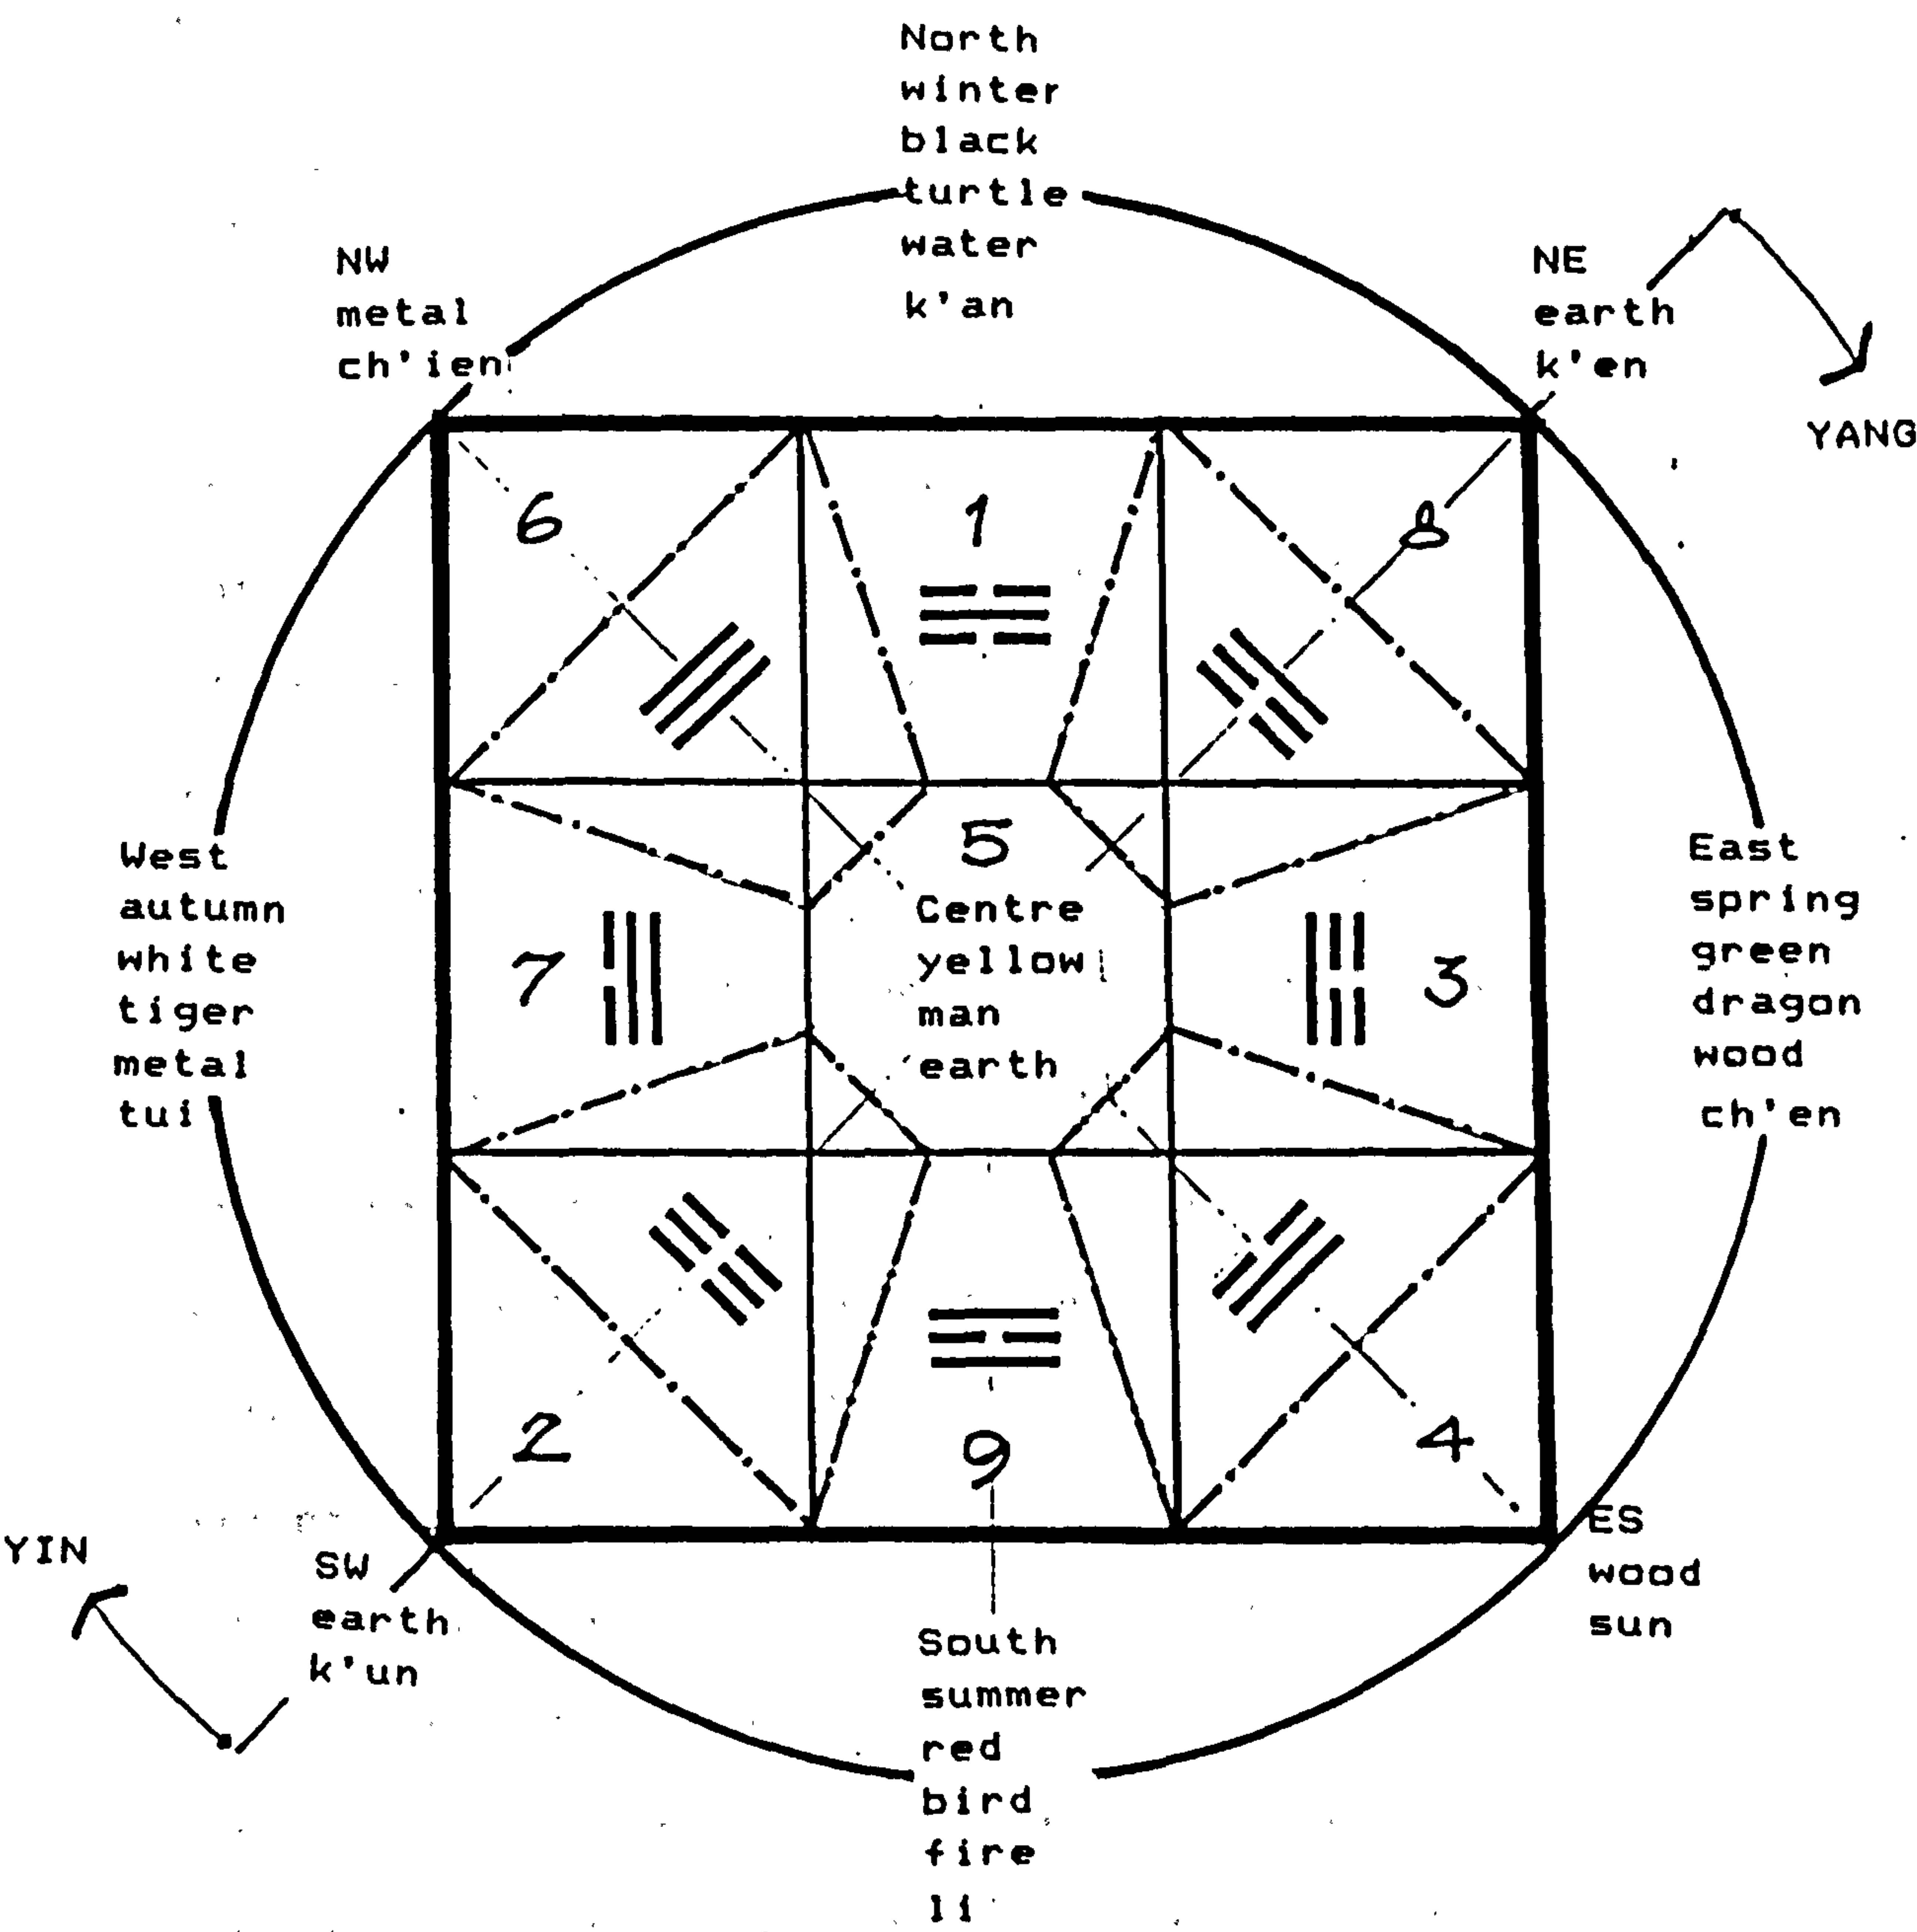 North
winter
black
turtle
water
k'an
NW
metal
ch'ien
NE
earth
k'en
YANG
6
1
8
West
autumn
white
tiger
metal
tui
7
5
Centre
yellow
man
earth
3
East
spring
green
dragon
wood
ch'en
2
9
4
YIN
SW
earth
k'un
South
summer
red
bird
fire
li
ES
wood
sun